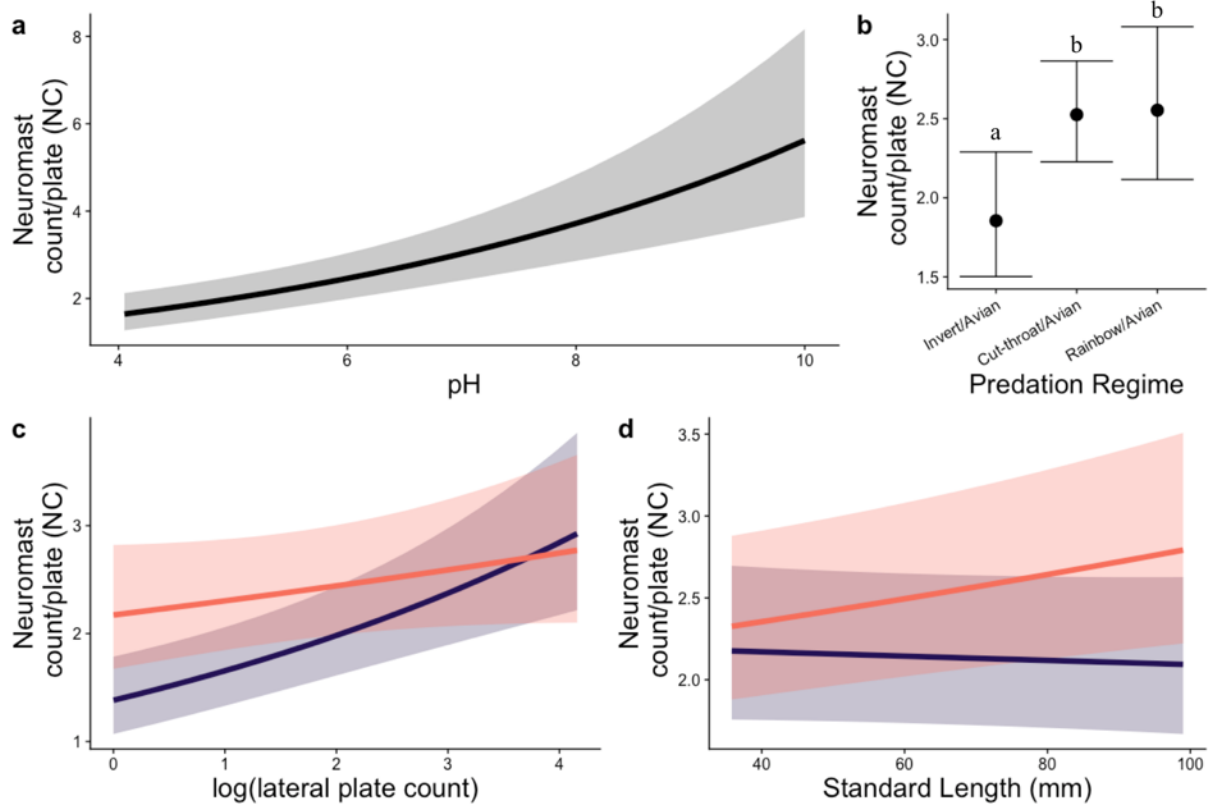 a
Neuromast
count/plate (NC)
8
6
4
2
4 6 8 10
pH
b
Neuromast
count/plate (NC)
3.0
2.5
2.0
1.5
a
b
b
Invert/Avian
Cut-throat/Avian
Rainbow/Avian
Predation Regime
c
Neuromast
count/plate (NC)
3
2
1
0 1 2 3 4
log(lateral plate count)
d
Neuromast
count/plate (NC)
3.5
3.0
2.5
2.0
40 60 80 100
Standard Length (mm)